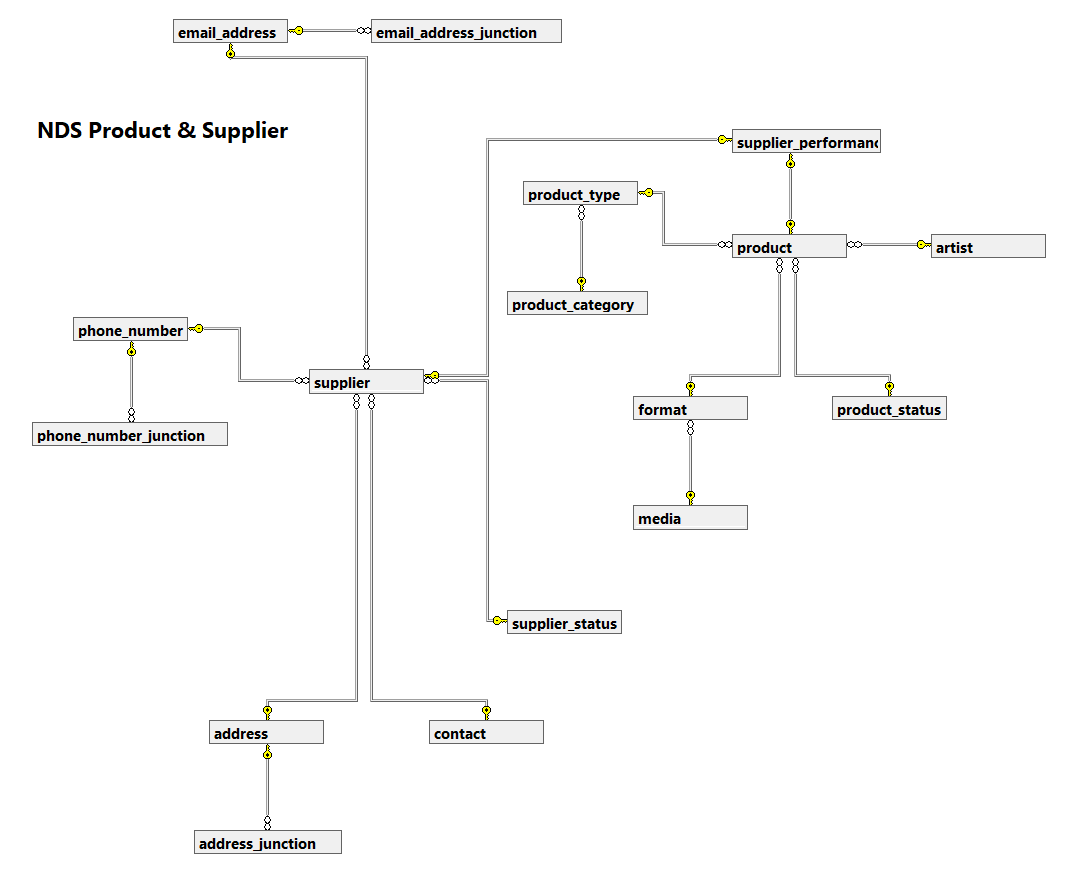 email_address
email_address_junction
NDS Product & Supplier
supplier_performanc
product_type
product
artist
product_category
phone_number
supplier
format
product_status
phone_number_junction
media
supplier_status
address
contact
address_junction